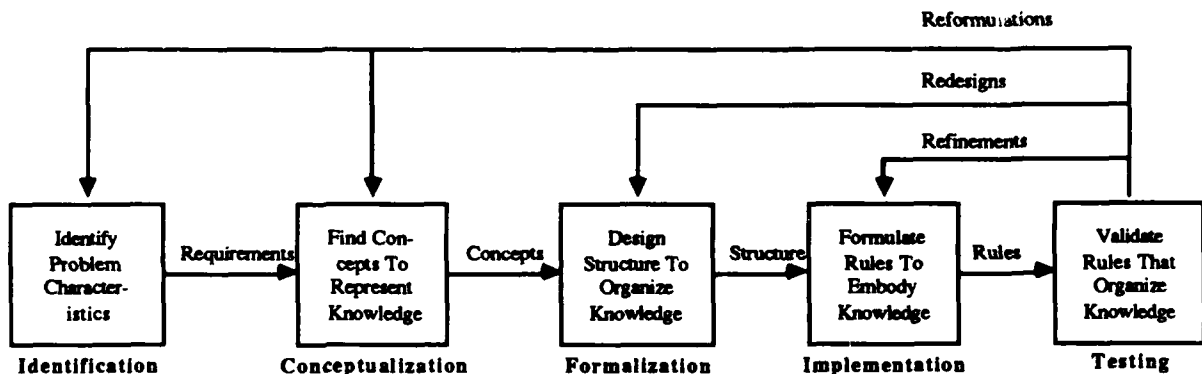 Reformulations
Redesigns
Refinements
Identify
Problem
Character-
istics
Requirements
Find Con-
cepts To
Represent
Knowledge
Concepts
Design
Structure To
Organize
Knowledge
Structure
Formulate
Rules To
Embody
Knowledge
Rules
Validate
Rules That
Organize
Knowledge
Identification
Conceptualization
Formalization
Implementation
Testing